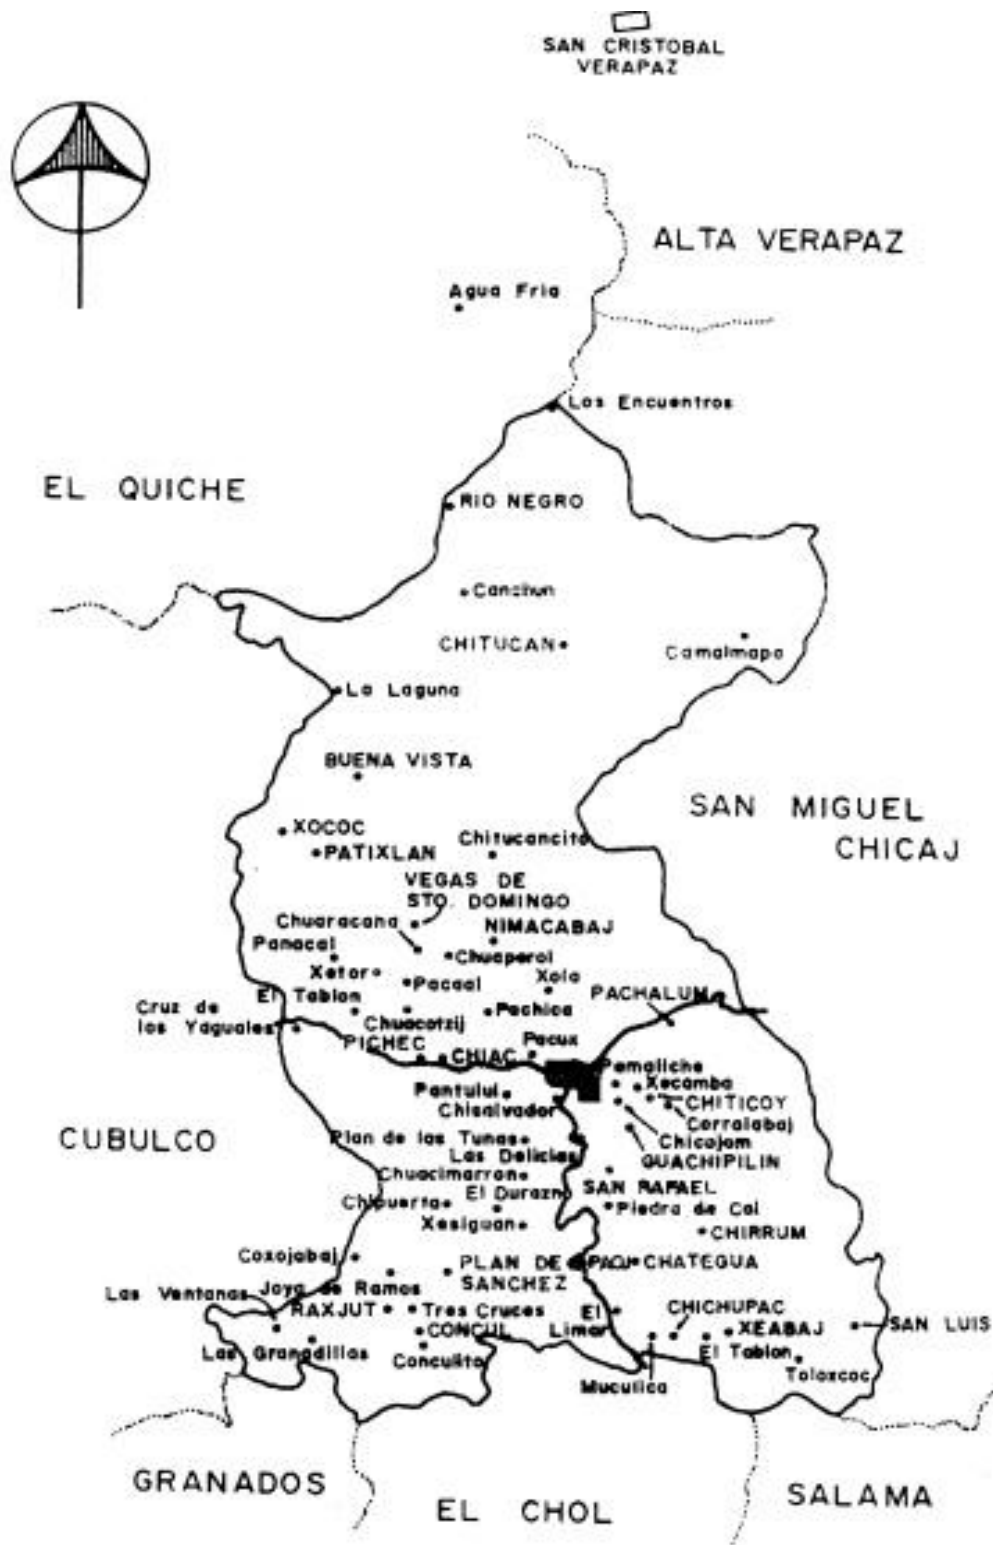 SAN CRISTOBAL
VERAPAZ
ALTA VERAPAZ
Agua Fria
Los Encuentros
EL QUICHE
RIO NEGRO
Canchun
CHITUCAN
Camalmapa
La Laguna
BUENA VISTA
SAN MIGUEL
CHICAJ
XOCOC
PATIXLAN
Chitucancito
VEGAS DE
STO. DOMINGO
Chuaracana
NIMACABAJ
Panacal
Chuaperol
Xetor
Pacaal
Xola
El Tablon
PACHALUM
Cruz de
los Yaguales
Chuacotzij
Pachica
PICHEC
CHIAC
Pacux
Pamaliche
Xecamba
Pantulul
Chisalvador
CHITICOY
Corralabaj
CUBULCO
Plan de las Tunas
Chicojom
Las Delicias
GUACHIPILIN
Chuacimarron
El Durazno
SAN RAFAEL
Chipuerta
Piedra de Cal
Xesiguan
CHIRRUM
Coxojabaj
PLAN DE
SANCHEZ
PACU
CHATEGUA
Las Ventanas
Joya de Ramos
RAXJUT
Tres Cruces
El
Limar
CHICHUPAC
CONCUL
XEABAJ
SAN LUIS
Las Granadillas
Conculito
El Tablon
Toloxcoc
Muculica
GRANADOS
EL CHOL
SALAMA